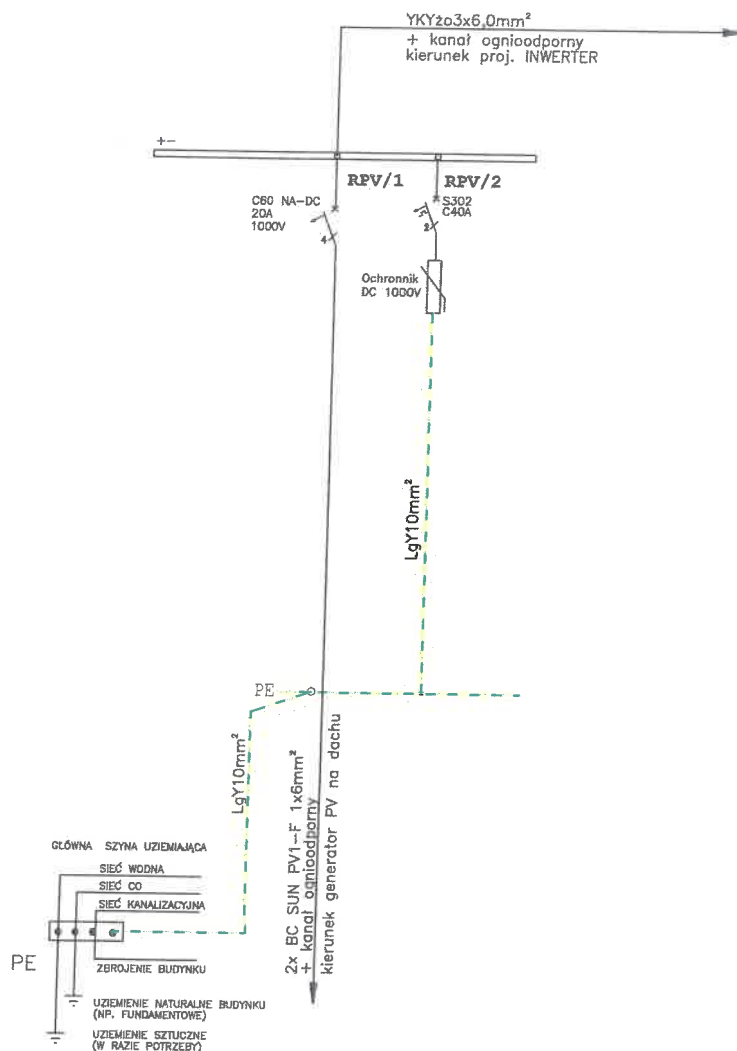 YKYżo3x6,0mm²
+ kanał ognioodporny
kierunek proj. INWERTER
+-
RPV/1
RPV/2
C60 NA-DC
20A
1000V
4
S302
C40A
2
Ochronnik
DC 1000V
LgY10mm²
PE
LgY10mm²
2x BC SUN PV1-F 1x6mm²
+ kanał ognioodporny
kierunek generator PV na dachu
GŁÓWNA SZYNA UZIEMIAJĄCA
SIEĆ WODNA
SIEĆ CO
SIEĆ KANALIZACYJNA
PE
ZBROJENIE BUDYNKU
UZIEMIENIE NATURALNE BUDYNKU
(NP. FUNDAMENTOWE)
UZIEMIENIE SZTUCZNE
(W RAZIE POTRZEBY)